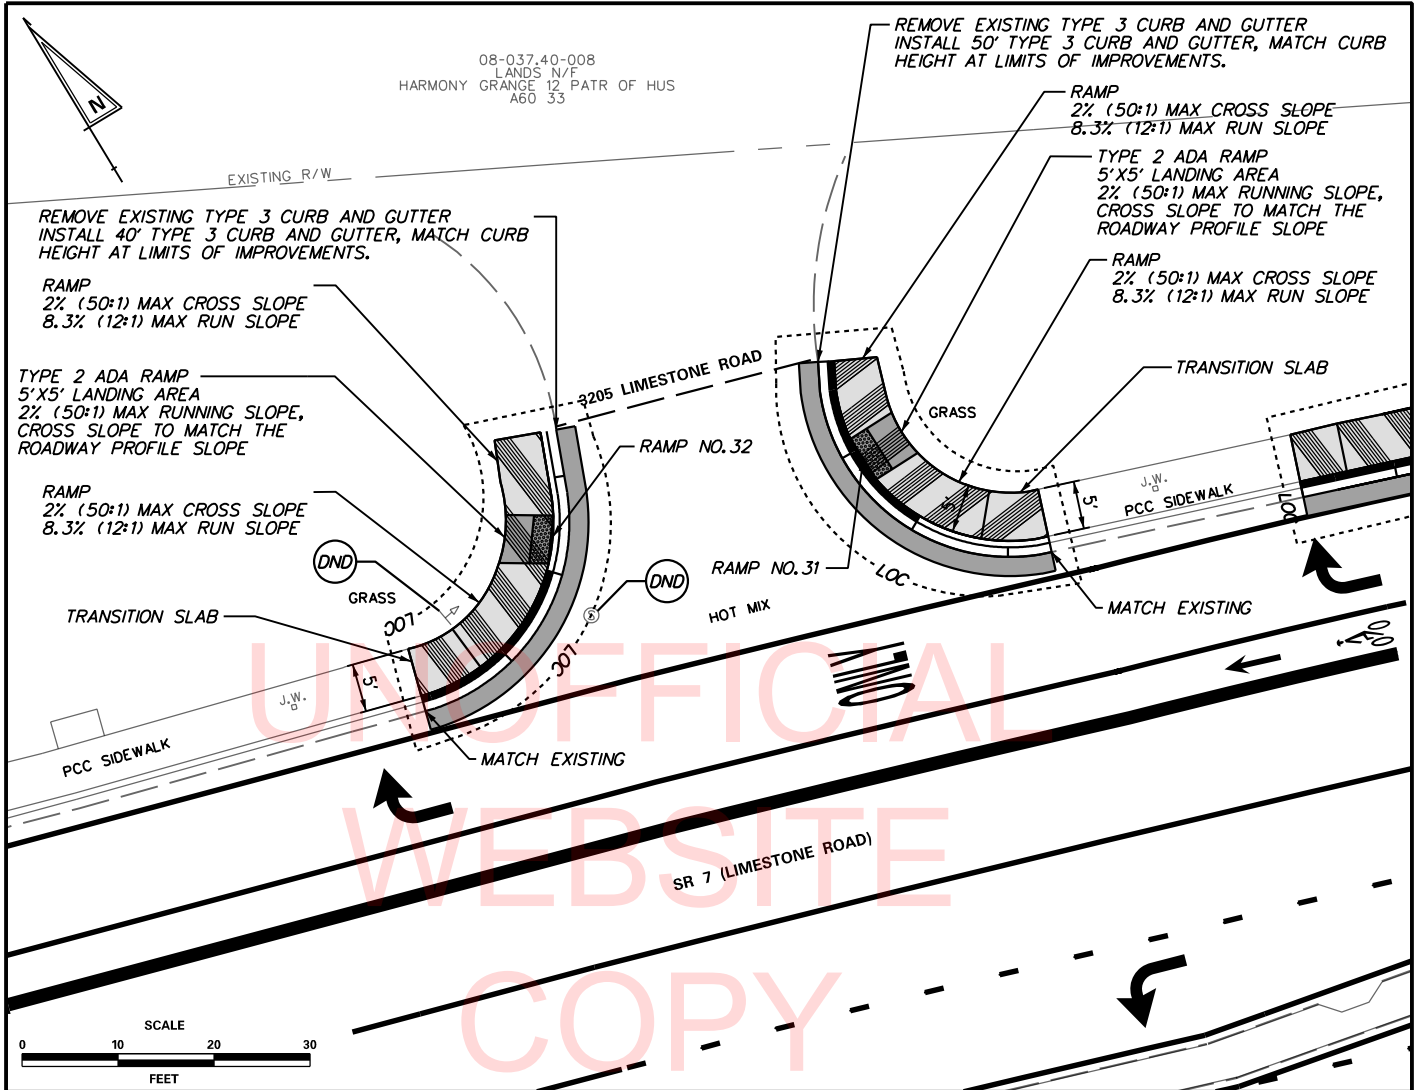 REMOVE EXISTING TYPE 3 CURB AND GUTTER
INSTALL 50' TYPE 3 CURB AND GUTTER, MATCH CURB
HEIGHT AT LIMITS OF IMPROVEMENTS.
08-037.40-008
LANDS N/F
HARMONY GRANGE 12 PATR OF HUS
A60 33
N
RAMP
2% (50:1) MAX CROSS SLOPE
8.3% (12:1) MAX RUN SLOPE
TYPE 2 ADA RAMP
5'X5' LANDING AREA
2% (50:1) MAX RUNNING SLOPE,
CROSS SLOPE TO MATCH THE
ROADWAY PROFILE SLOPE
EXISTING R/W
REMOVE EXISTING TYPE 3 CURB AND GUTTER
INSTALL 40' TYPE 3 CURB AND GUTTER, MATCH CURB
HEIGHT AT LIMITS OF IMPROVEMENTS.
RAMP
2% (50:1) MAX CROSS SLOPE
8.3% (12:1) MAX RUN SLOPE
RAMP
2% (50:1) MAX CROSS SLOPE
8.3% (12:1) MAX RUN SLOPE
TYPE 2 ADA RAMP
5'X5' LANDING AREA
2% (50:1) MAX RUNNING SLOPE,
CROSS SLOPE TO MATCH THE
ROADWAY PROFILE SLOPE
3205 LIMESTONE ROAD
TRANSITION SLAB
GRASS
RAMP NO.32
RAMP
2% (50:1) MAX CROSS SLOPE
8.3% (12:1) MAX RUN SLOPE
5'
5'
J.W.
PCC SIDEWALK
LOC
DND
DND
RAMP NO.31
LOC
GRASS
HOT MIX
MATCH EXISTING
TRANSITION SLAB
LOC
LOC
5'
J.W.
ONLY
ONLY
PCC SIDEWALK
MATCH EXISTING
SR 7 (LIMESTONE ROAD)
UNOFFICIAL
WEBSITE
COPY
SCALE
0 10 20 30
FEET